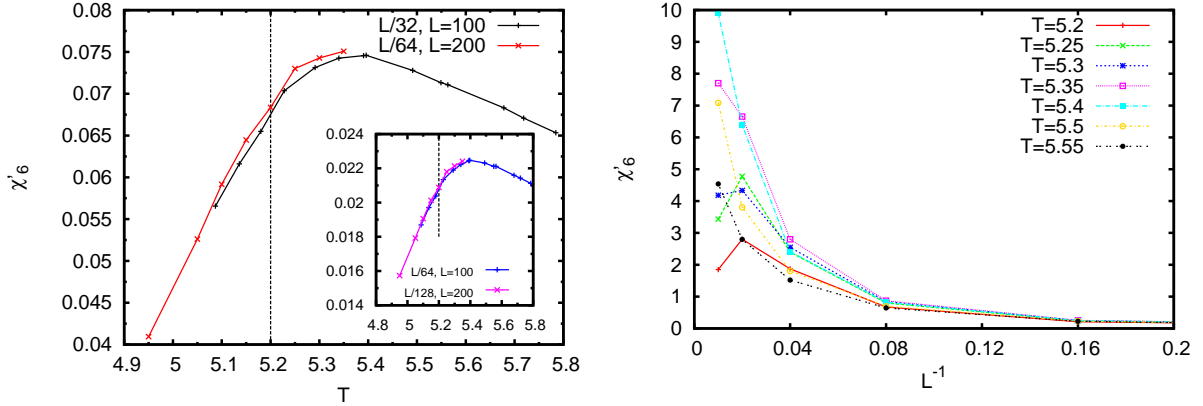 L/32, L=100
L/64, L=200
0.08
0.075
0.07
0.065
0.06
0.055
0.05
0.045
0.04
χ'6
4.9 5 5.1 5.2 5.3 5.4 5.5 5.6 5.7 5.8
T
0.024
0.022
0.020
0.018
0.016
0.014
L/64, L=100
L/128, L=200
4.8 5 5.2 5.4 5.6 5.8
T=5.2
T=5.25
T=5.3
T=5.35
T=5.4
T=5.5
T=5.55
10
9
8
7
6
5
4
3
2
1
0
χ'6
0 0.04 0.08 0.12 0.16 0.2
L⁻¹